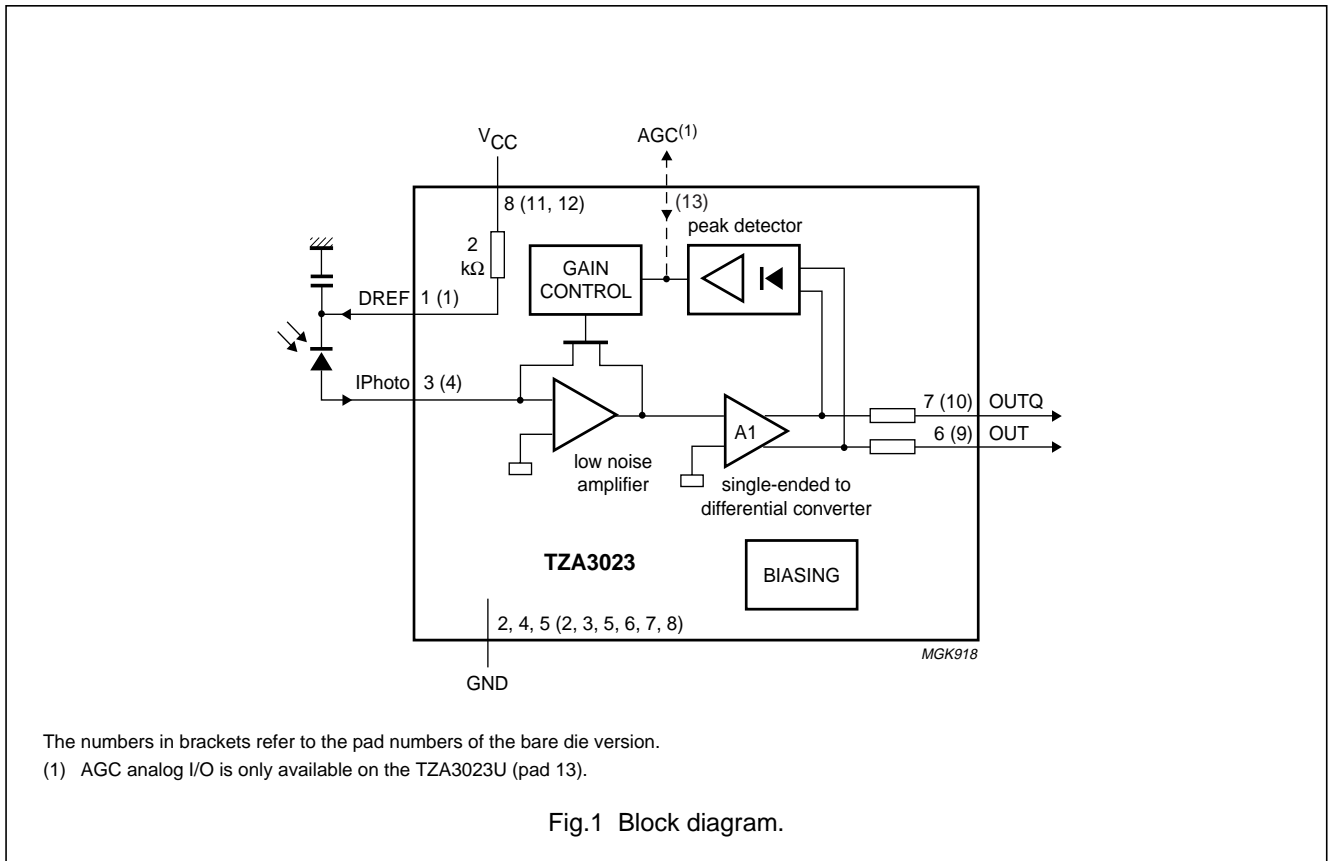 VCC
AGC(1)
8 (11, 12)
(13)
peak detector
2
kΩ
GAIN
CONTROL
DREF
1 (1)
IPhoto
3 (4)
7 (10)
OUTQ
A1
6 (9)
OUT
low noise
amplifier
single-ended to
differential converter
TZA3023
BIASING
2, 4, 5 (2, 3, 5, 6, 7, 8)
MGK918
GND
The numbers in brackets refer to the pad numbers of the bare die version.
(1) AGC analog I/O is only available on the TZA3023U (pad 13).
Fig.1 Block diagram.